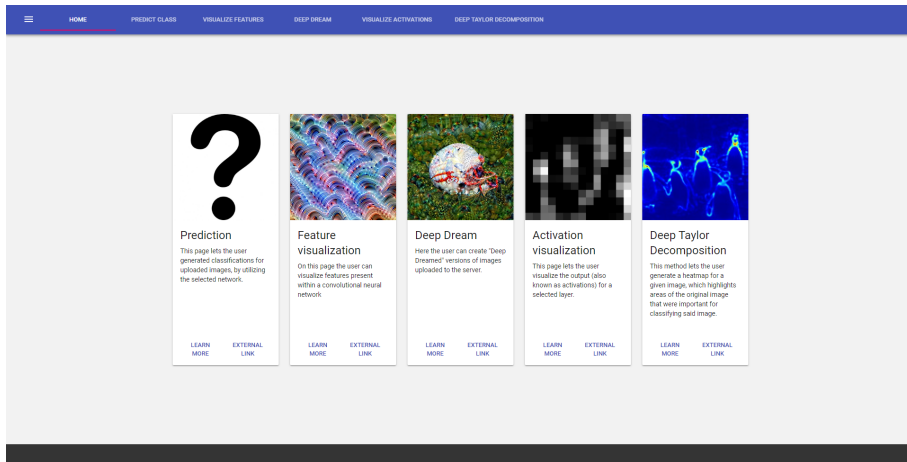 HOME PREDICT CLASS VISUALIZE FEATURES DEEP DREAM VISUALIZE ACTIVATIONS DEEP TAYLOR DECOMPOSITION
Prediction
This page lets the user
generated classifications for
uploaded images, by utilizing
the selected network.
LEARN
MORE
EXTERNAL
LINK
Feature
visualization
On this page the user can
visualize features present
within a convolutional neural
network
LEARN
MORE
EXTERNAL
LINK
Deep Dream
Here the user can create "Deep
Dreamed" versions of images
uploaded to the server.
LEARN
MORE
EXTERNAL
LINK
Activation
visualization
This page lets the user
visualize the output (also
known as activations) for a
selected layer.
LEARN
MORE
EXTERNAL
LINK
Deep Taylor
Decomposition
This method lets the user
generate a heatmap for a
given image, which highlights
areas of the original image
that were important for
classifying said image.
LEARN
MORE
EXTERNAL
LINK